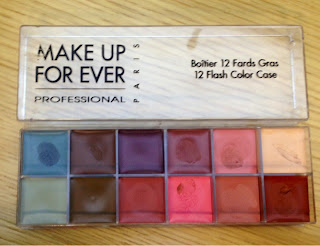 MAKE UP
FOR EVER
PROFESSIONAL
PARIS
Boîtier 12 Fards Gras
12 Flash Color Case